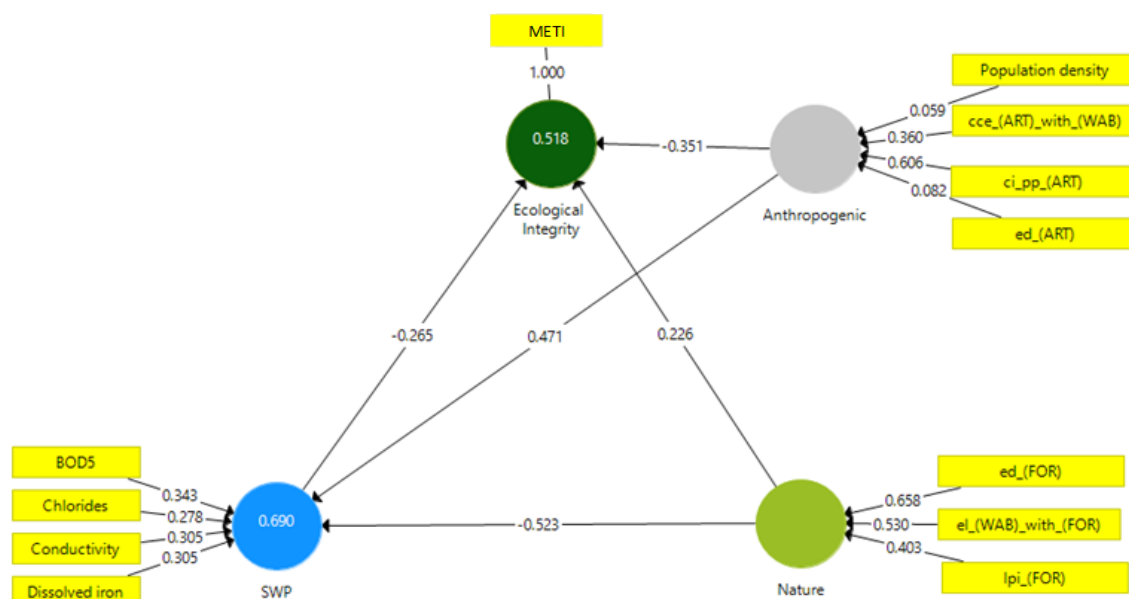 METI
1.000
Population density
0.059
cce_(ART)_with_(WAB)
0.360
0.606
ci_pp_(ART)
0.082
ed_(ART)
0.518
-0.351
Ecological
Integrity
Anthropogenic
-0.265
0.471
0.226
BOD5
0.343
Chlorides
0.278
Conductivity
0.305
0.305
Dissolved iron
0.690
SWP
-0.523
Nature
ed_(FOR)
0.658
el_(WAB)_with_(FOR)
0.530
0.403
lpi_(FOR)